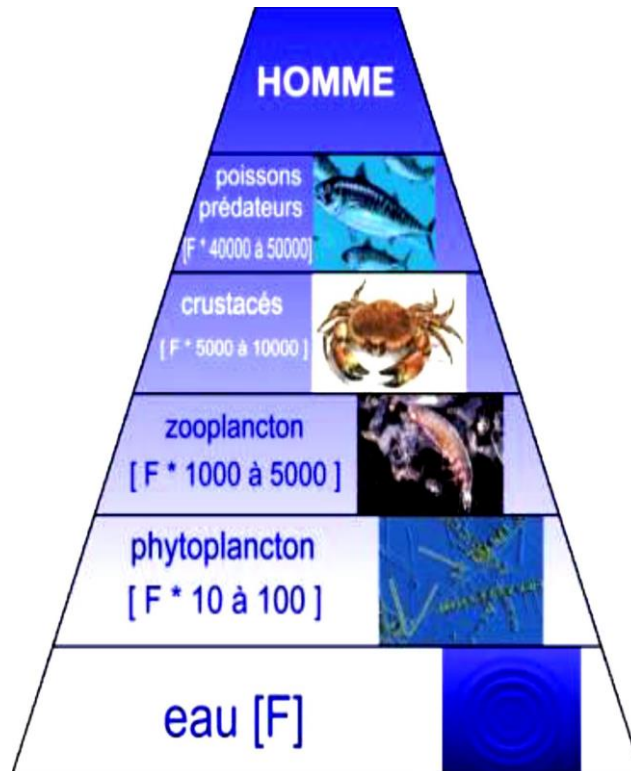 HOMME
poissons
prédateurs
[F * 40000 à 50000]
crustacés
[ F * 5000 à 10000 ]
zooplancton
[ F * 1000 à 5000 ]
phytoplancton
[ F * 10 à 100 ]
eau [F]